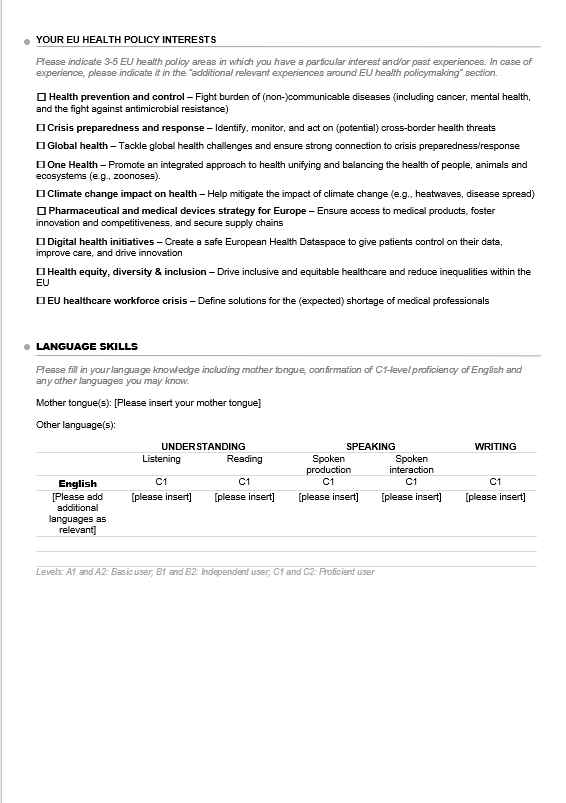 YOUR EU HEALTH POLICY INTERESTS
Please indicate 3-5 EU health policy areas in which you have a particular interest and/or past experiences. In case of
experience, please indicate it in the "additional relevant experiences around EU health policymaking" section.
☐ Health prevention and control – Fight burden of (non-)communicable diseases (including cancer, mental health,
and the fight against antimicrobial resistance)
☐ Crisis preparedness and response – Identify, monitor, and act on (potential) cross-border health threats
☐ Global health – Tackle global health challenges and ensure strong connection to crisis preparedness/response
☐ One Health – Promote an integrated approach to health unifying and balancing the health of people, animals and
ecosystems (e.g., zoonoses).
☐ Climate change impact on health – Help mitigate the impact of climate change (e.g., heatwaves, disease spread)
☐ Pharmaceutical and medical devices strategy for Europe – Ensure access to medical products, foster
innovation and competitiveness, and secure supply chains
☐ Digital health initiatives – Create a safe European Health Dataspace to give patients control on their data,
improve care, and drive innovation
☐ Health equity, diversity & inclusion – Drive inclusive and equitable healthcare and reduce inequalities within the
EU
☐ EU healthcare workforce crisis – Define solutions for the (expected) shortage of medical professionals
LANGUAGE SKILLS
Please fill in your language knowledge including mother tongue, confirmation of C1-level proficiency of English and
any other languages you may know.
Mother tongue(s): [Please insert your mother tongue]
Other language(s):
UNDERSTANDING SPEAKING WRITING
Listening Reading Spoken production Spoken interaction
English C1 C1 C1 C1 C1
[Please add additional languages as relevant] [please insert] [please insert] [please insert] [please insert] [please insert]
Levels: A1 and A2: Basic user; B1 and B2: Independent user; C1 and C2: Proficient user